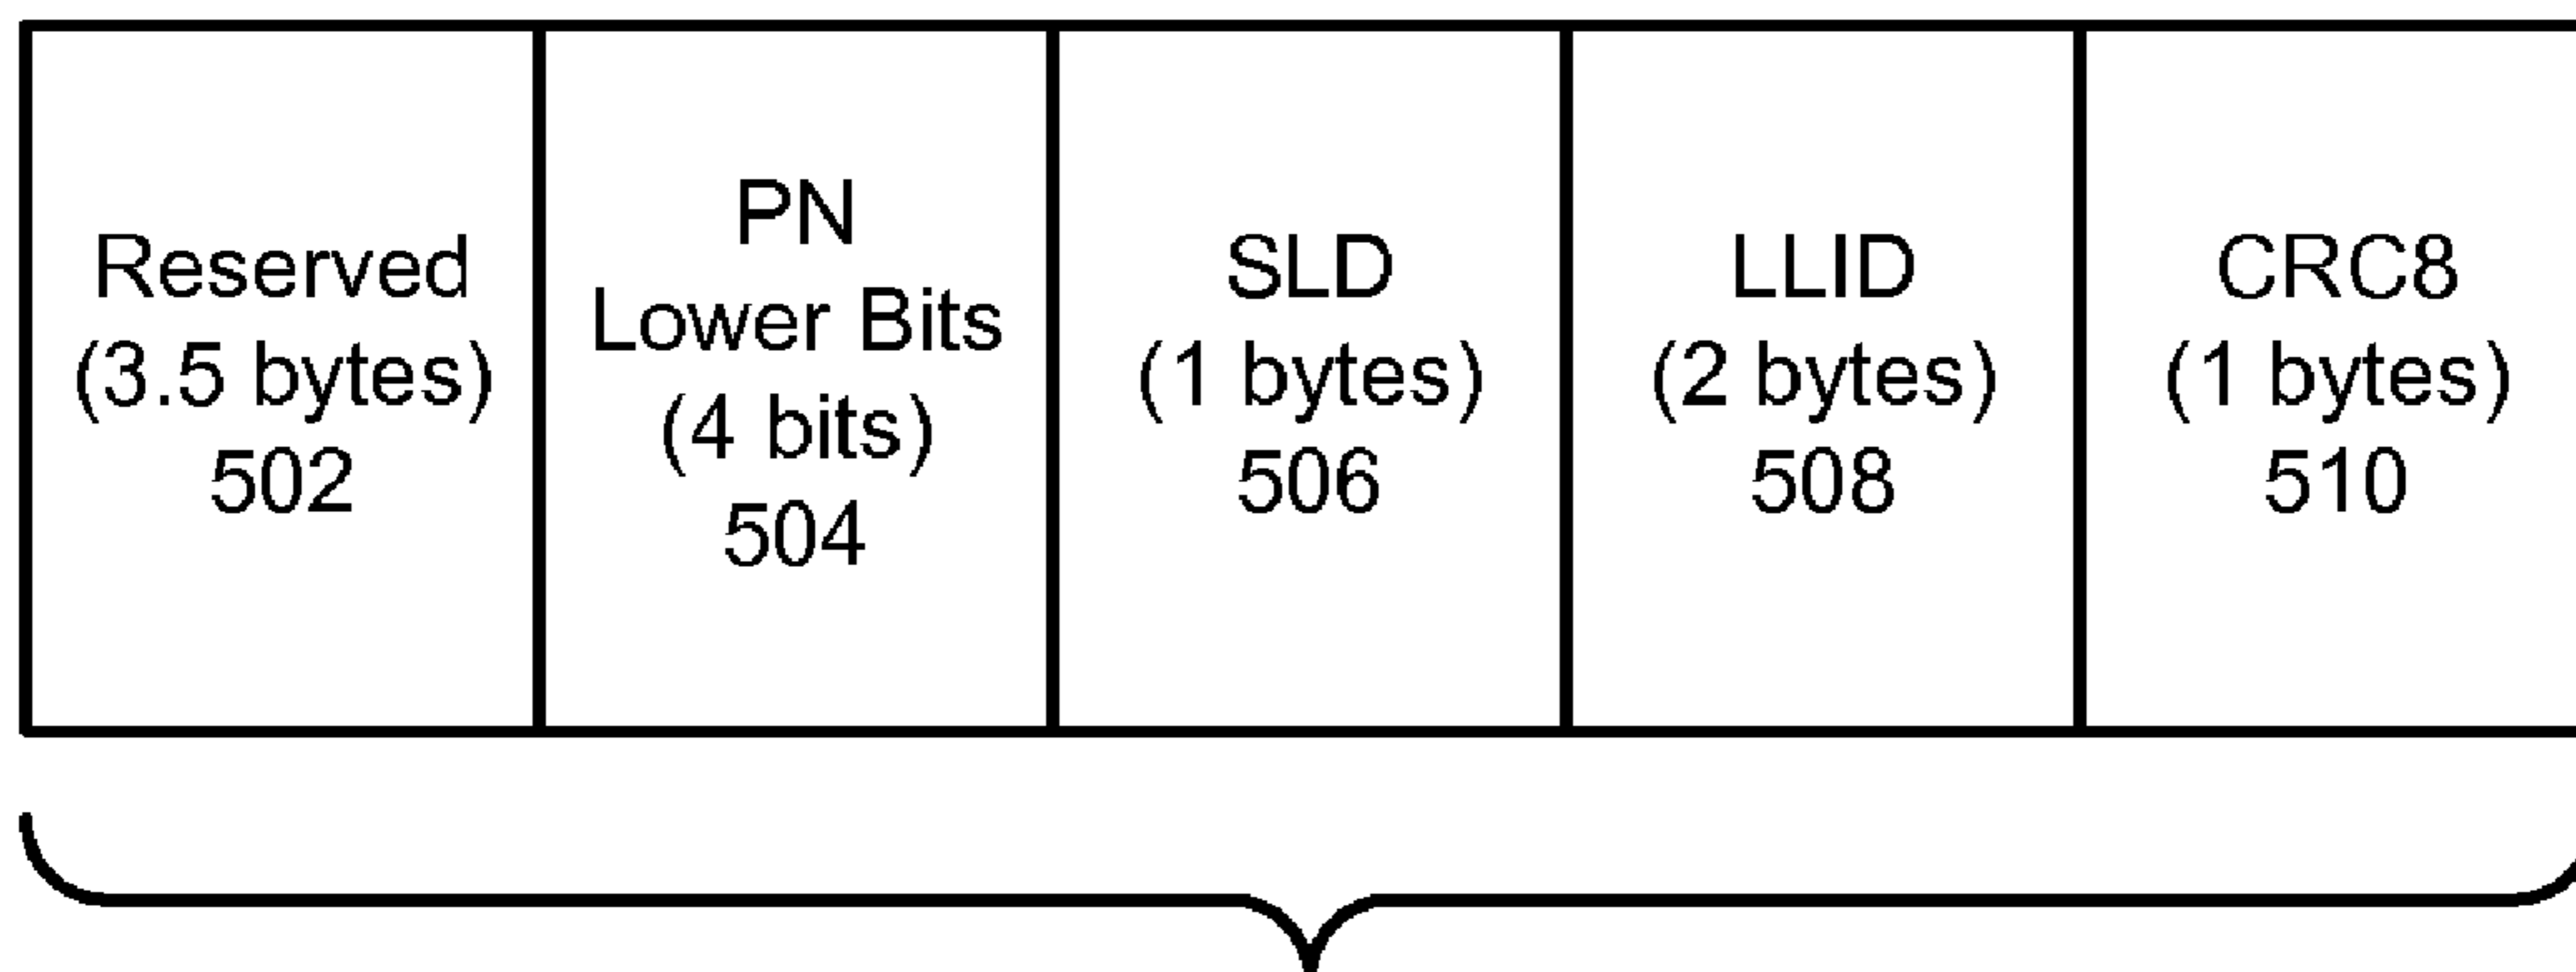 Reserved
(3.5 bytes)
502
PN
Lower Bits
(4 bits)
504
SLD
(1 bytes)
506
LLID
(2 bytes)
508
CRC8
(1 bytes)
510